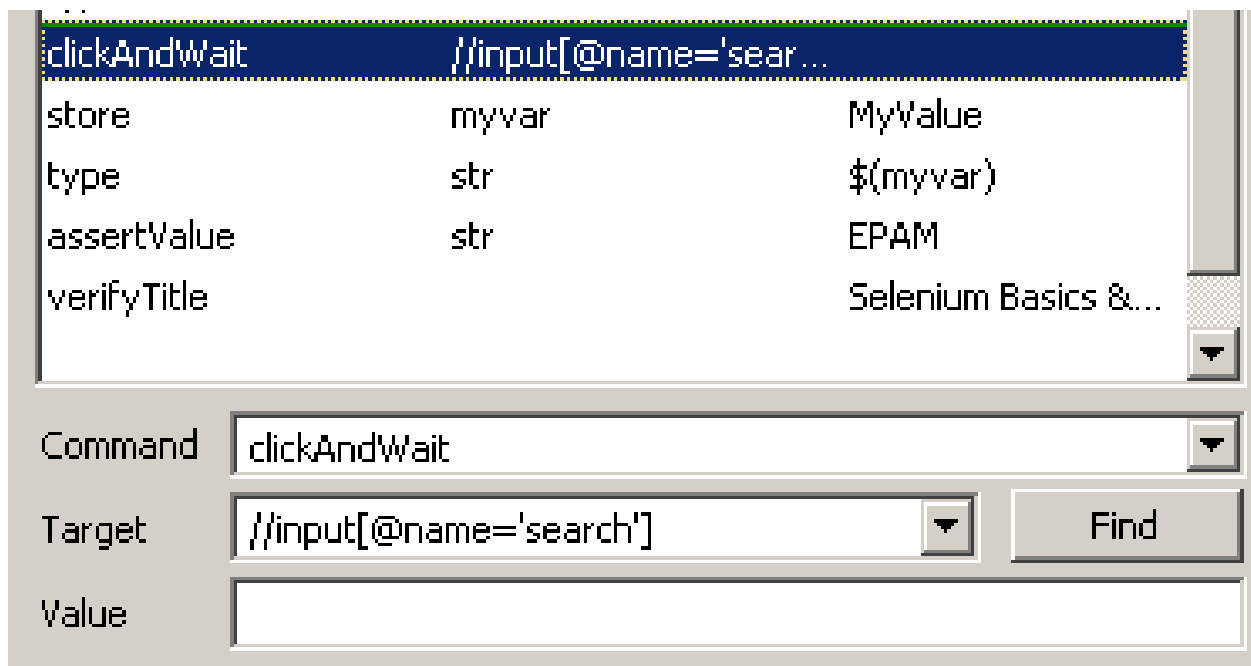 clickAndWait //input[@name='sear...
store myvar MyValue
type str $(myvar)
assertValue str EPAM
verifyTitle Selenium Basics &...
Command clickAndWait
Target //input[@name='search'] Find
Value